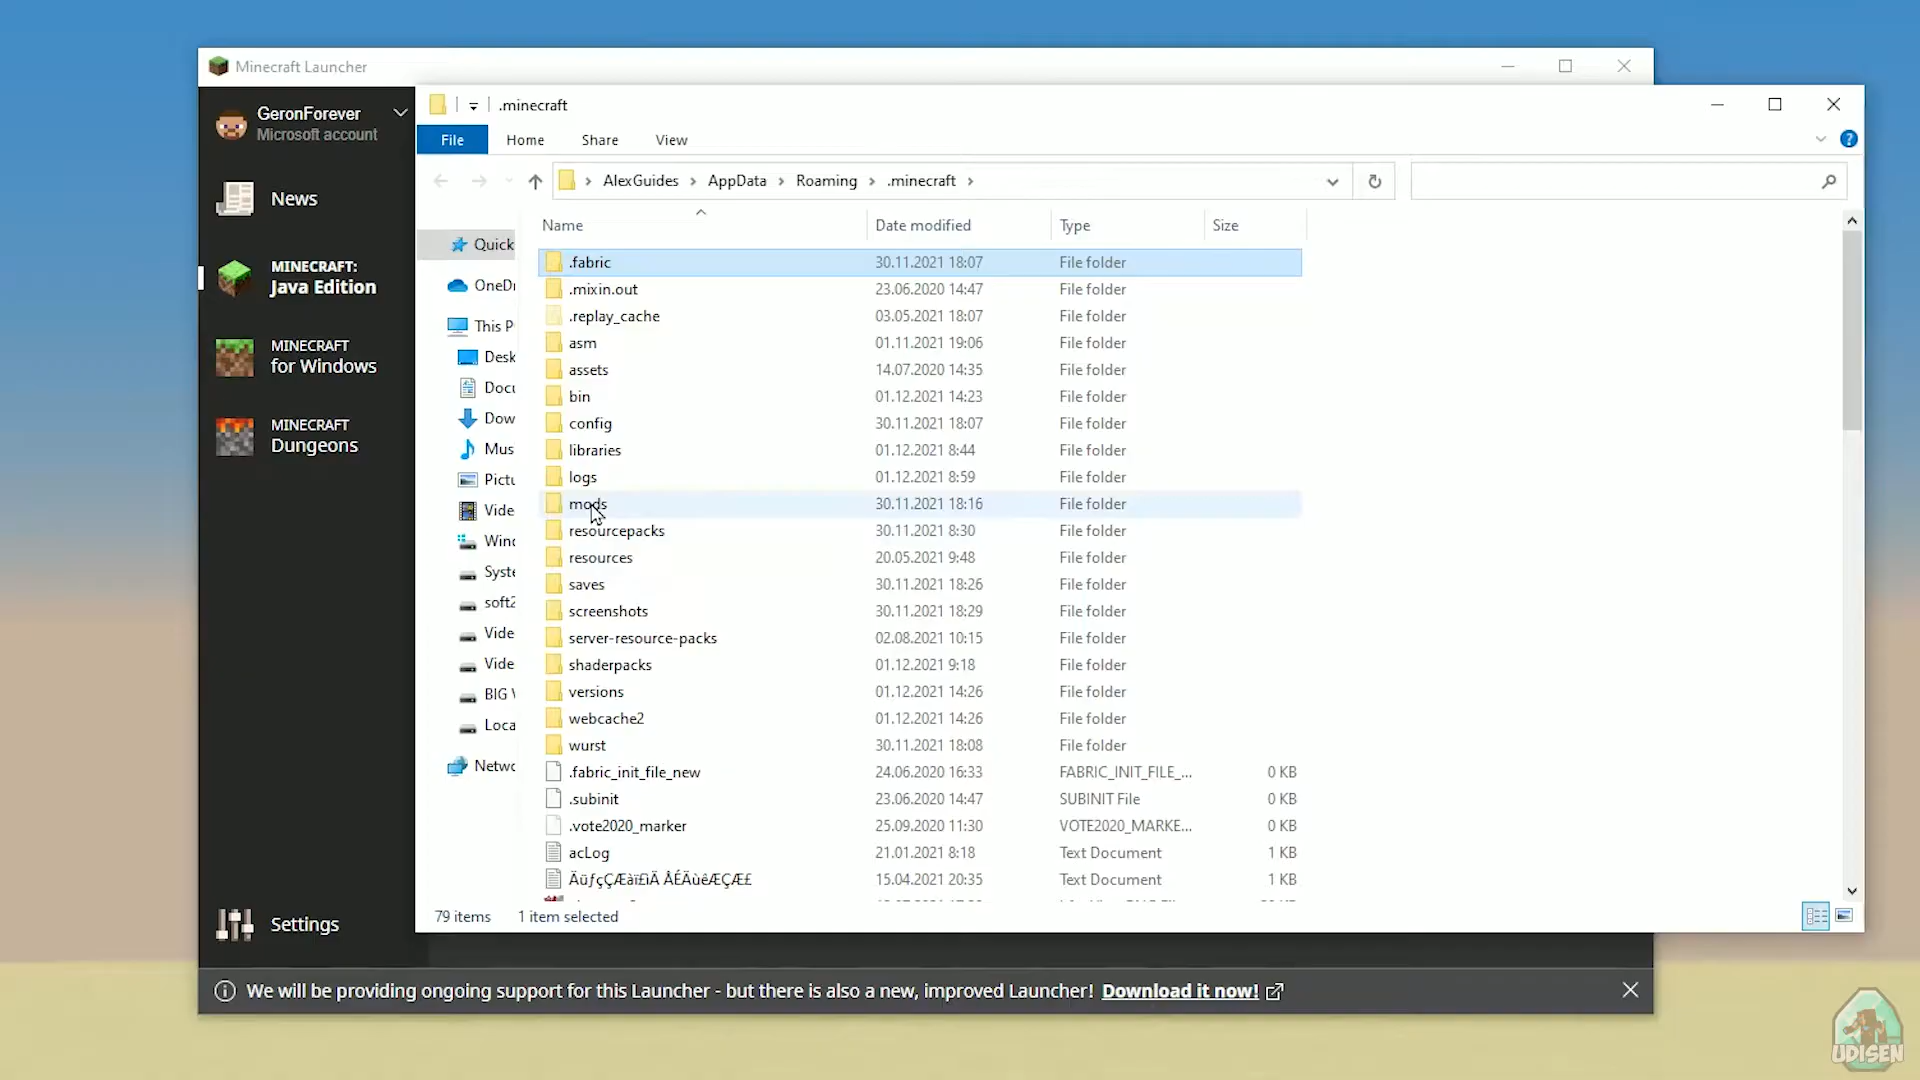 Minecraft Launcher
GeronForever
Microsoft account
News
MINECRAFT:
Java Edition
MINECRAFT
for Windows
MINECRAFT
Dungeons
Settings
.minecraft
File Home Share View
AlexGuides > AppData > Roaming > .minecraft >
Quick
OneDr
This P
Desk
Docu
Dow
Mus
Pictu
Vide
Wind
Syste
soft2
Vide
Vide
BIG
Loca
Netwo
Name Date modified Type Size
.fabric 30.11.2021 18:07 File folder
.mixin.out 23.06.2020 14:47 File folder
.replay_cache 03.05.2021 18:07 File folder
asm 01.11.2021 19:06 File folder
assets 14.07.2020 14:35 File folder
bin 01.12.2021 14:23 File folder
config 30.11.2021 18:07 File folder
libraries 01.12.2021 8:44 File folder
logs 01.12.2021 8:59 File folder
mods 30.11.2021 18:16 File folder
resourcepacks 30.11.2021 8:30 File folder
resources 20.05.2021 9:48 File folder
saves 30.11.2021 18:26 File folder
screenshots 30.11.2021 18:29 File folder
server-resource-packs 02.08.2021 10:15 File folder
shaderpacks 01.12.2021 9:18 File folder
versions 01.12.2021 14:26 File folder
webcache2 01.12.2021 14:26 File folder
wurst 30.11.2021 18:08 File folder
.fabric_init_file_new 24.06.2020 16:33 FABRIC_INIT_FILE_... 0 KB
.subinit 23.06.2020 14:47 SUBINIT File 0 KB
.vote2020_marker 25.09.2020 11:30 VOTE2020_MARKE... 0 KB
acLog 21.01.2021 8:18 Text Document 1 KB
15.04.2021 20:35 Text Document 1 KB
79 items 1 item selected
We will be providing ongoing support for this Launcher - but there is also a new, improved Launcher! Download it now!
UDISEN